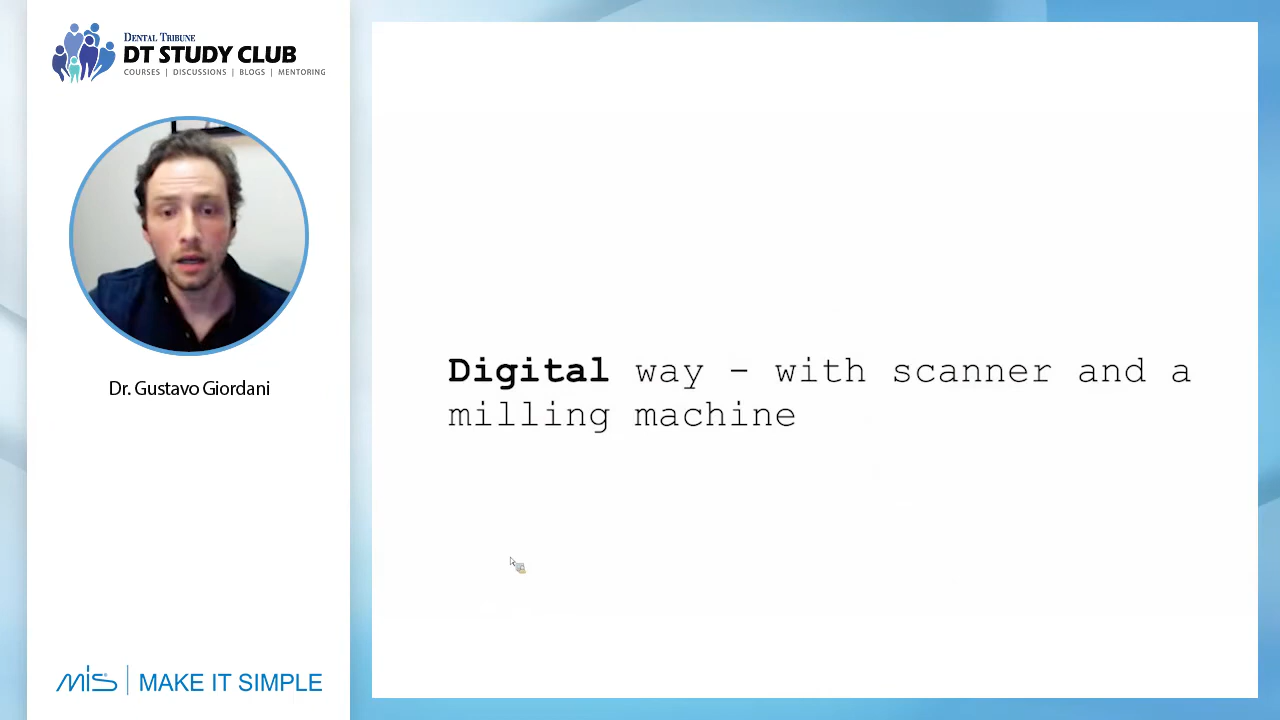 DENTAL TRIBUNE
DT STUDY CLUB
COURSES | DISCUSSIONS | BLOGS | MENTORING
Dr. Gustavo Giordani
Digital way - with scanner and a
milling machine
mis | MAKE IT SIMPLE